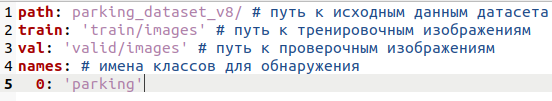 1 path: parking_dataset_v8/ # путь к исходным данным датасета
2 train: 'train/images' # путь к тренировочным изображениям
3 val: 'valid/images' # путь к проверочным изображениям
4 names: # имена классов для обнаружения
5   0: 'parking'